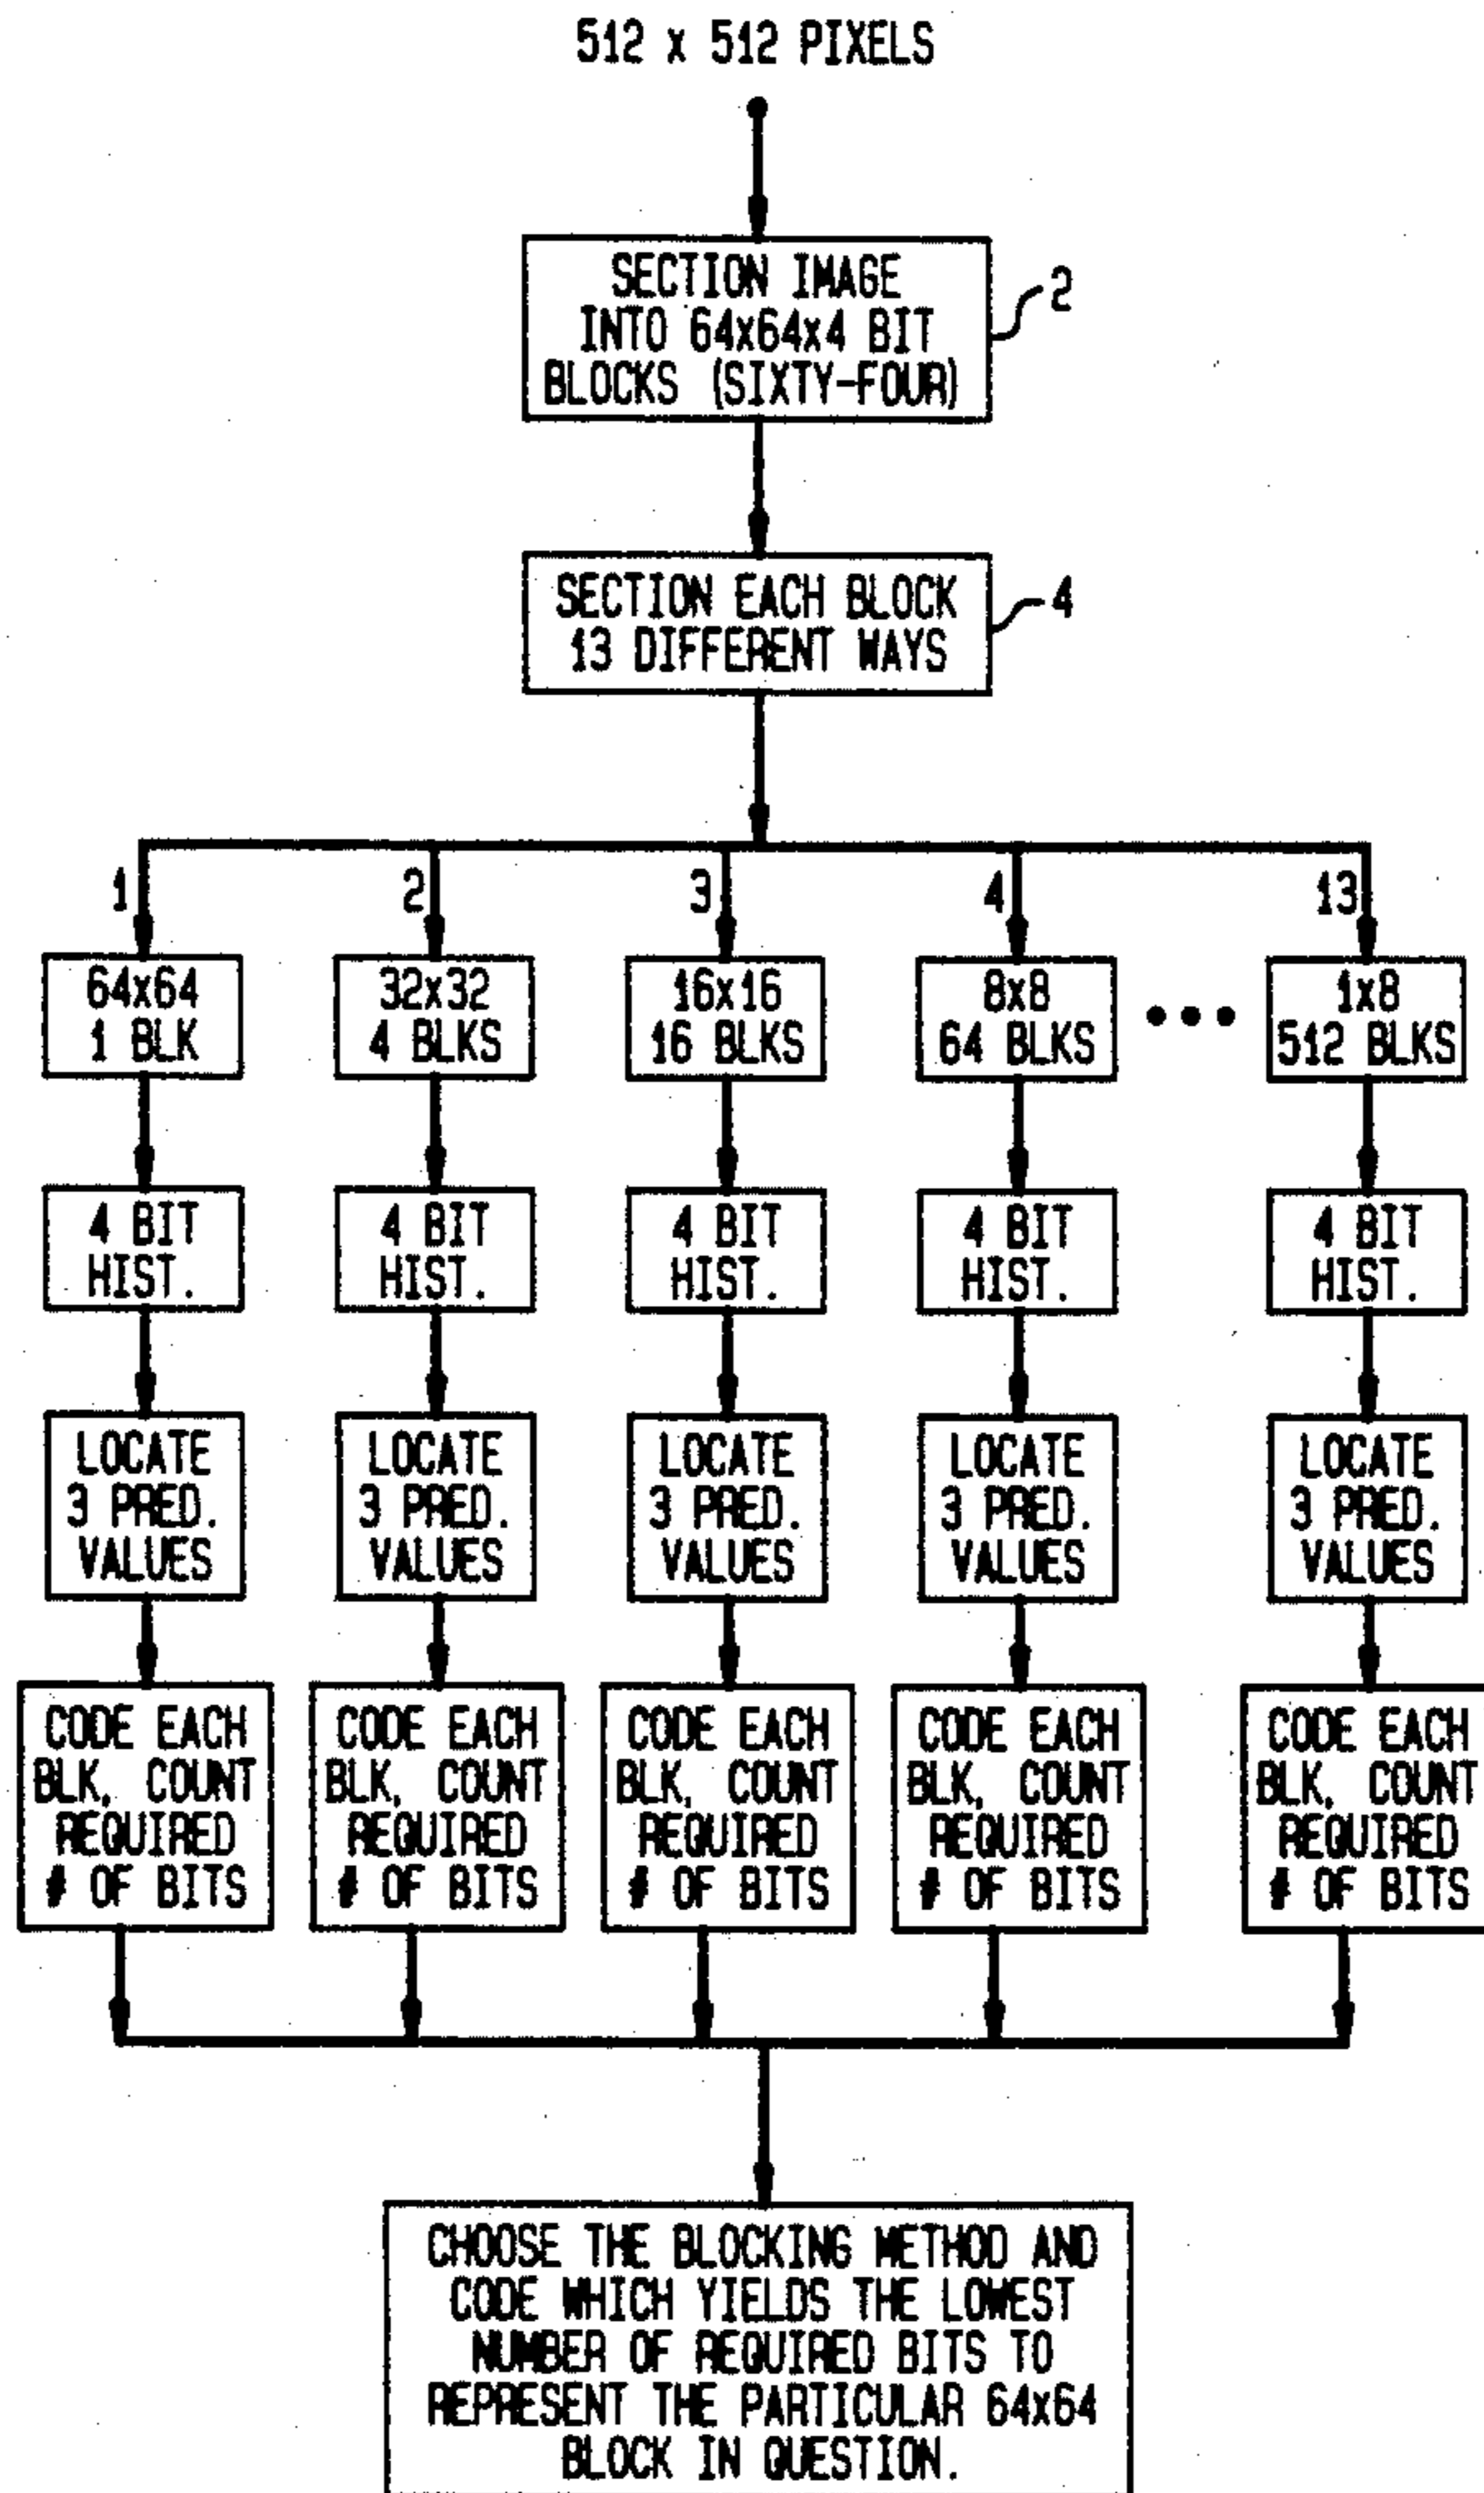 512 x 512 PIXELS
SECTION IMAGE
INTO 64x64x4 BIT
BLOCKS (SIXTY-FOUR)
2
SECTION EACH BLOCK
13 DIFFERENT WAYS
4
1
2
3
4
13
64x64
1 BLK
32x32
4 BLKS
16x16
16 BLKS
8x8
64 BLKS
1x8
512 BLKS
4 BIT
HIST.
4 BIT
HIST.
4 BIT
HIST.
4 BIT
HIST.
4 BIT
HIST.
LOCATE
3 PRED.
VALUES
LOCATE
3 PRED.
VALUES
LOCATE
3 PRED.
VALUES
LOCATE
3 PRED.
VALUES
LOCATE
3 PRED.
VALUES
CODE EACH
BLK, COUNT
REQUIRED
# OF BITS
CODE EACH
BLK, COUNT
REQUIRED
# OF BITS
CODE EACH
BLK, COUNT
REQUIRED
# OF BITS
CODE EACH
BLK, COUNT
REQUIRED
# OF BITS
CODE EACH
BLK, COUNT
REQUIRED
# OF BITS
CHOOSE THE BLOCKING METHOD AND
CODE WHICH YIELDS THE LOWEST
NUMBER OF REQUIRED BITS TO
REPRESENT THE PARTICULAR 64x64
BLOCK IN QUESTION.